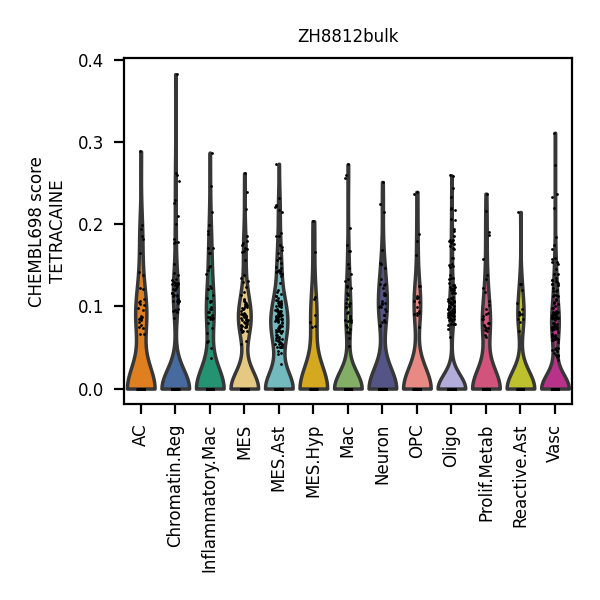 ZH8812bulk
CHEMBL698 score
TETRACAINE
0.4
0.3
0.2
0.1
0.0
AC
Chromatin.Reg
Inflammatory.Mac
MES
MES.Ast
MES.Hyp
Mac
Neuron
OPC
Oligo
Prolif.Metab
Reactive.Ast
Vasc